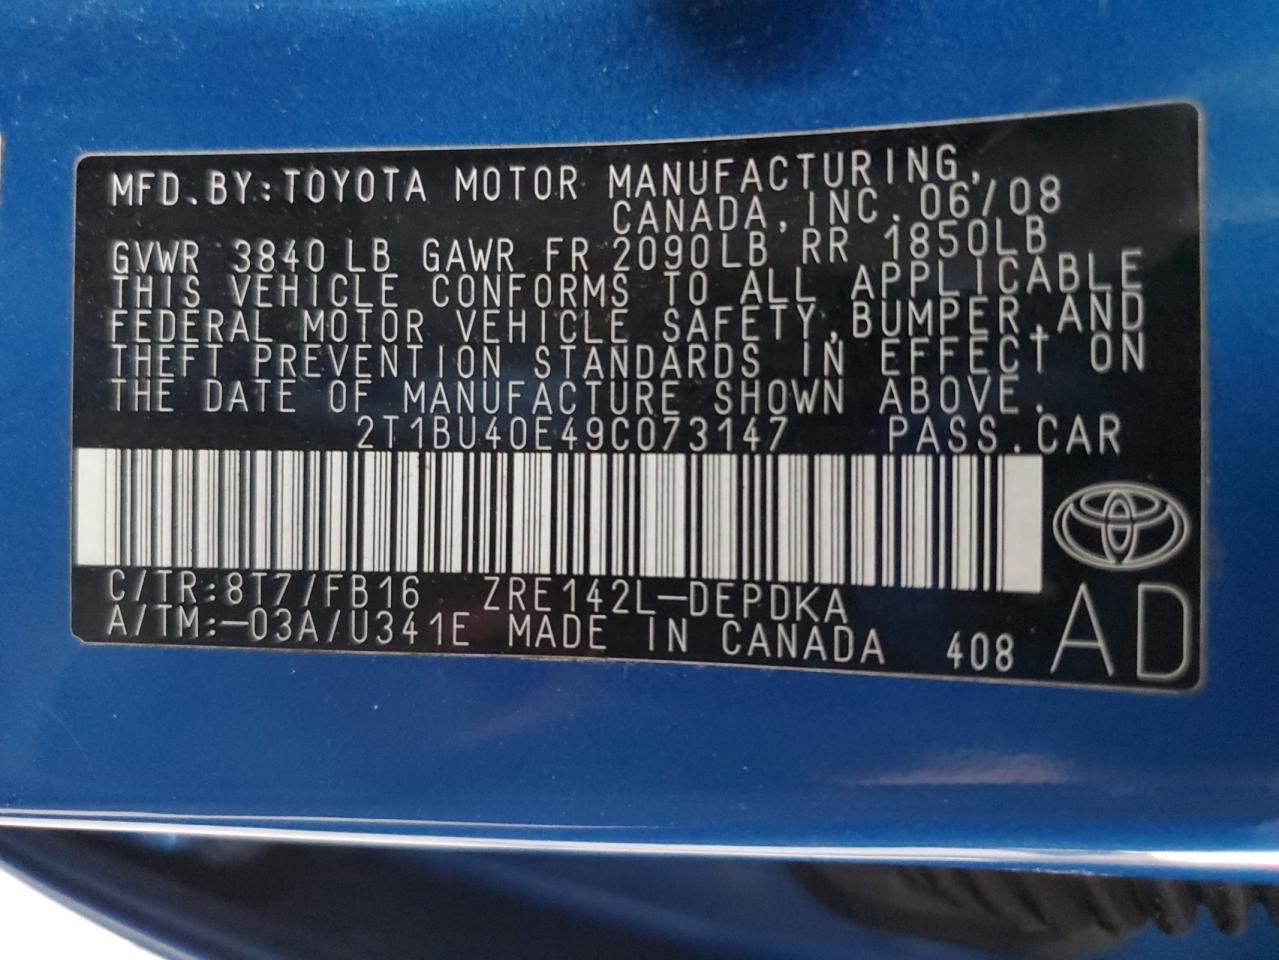 MFD.BY:TOYOTA MOTOR MANUFACTURING,
CANADA,INC. 06/08
GVWR 3840 LB GAWR FR 2090LB RR 1850LB
THIS VEHICLE CONFORMS TO ALL APPLICABLE
FEDERAL MOTOR VEHICLE SAFETY,BUMPER,AND
THEFT PREVENTION STANDARDS IN EFFECT ON
THE DATE OF MANUFACTURE SHOWN ABOVE.
2T1BU40E49C073147 PASS.CAR
C/TR:8T7/FB16 ZRE142L-DEPDKA
A/TM:-03A/U341E MADE IN CANADA 408 AD